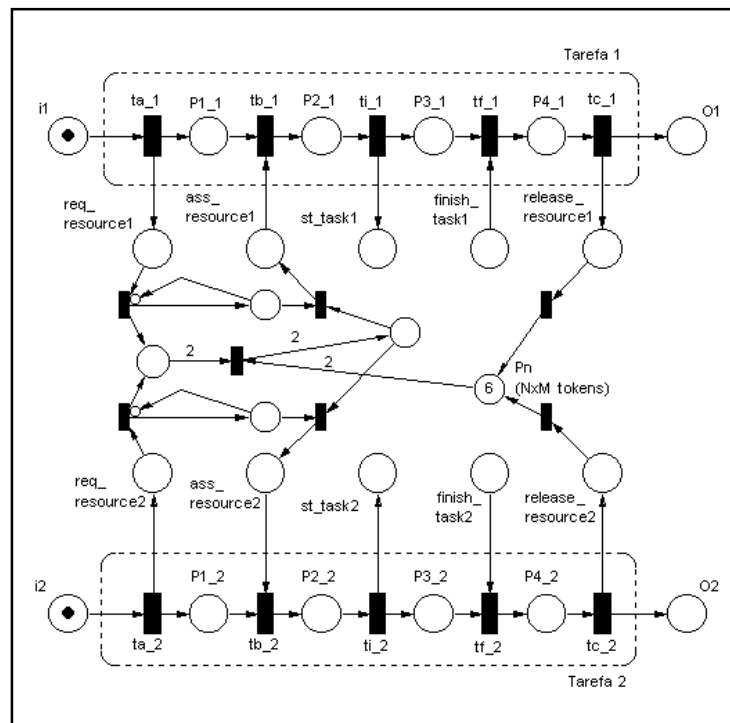 Tarefa 1
ta_1 P1_1 tb_1 P2_1 ti_1 P3_1 tf_1 P4_1 tc_1
i1 O1
req_
resource1
ass_
resource1
st_task1
finish_
task1
release_
resource1
2
2
2
6
Pn
(NxM tokens)
req_
resource2
ass_
resource2
st_task2
finish_
task2
release_
resource2
i2 P1_2 P2_2 P3_2 P4_2 O2
ta_2 tb_2 ti_2 tf_2 tc_2
Tarefa 2